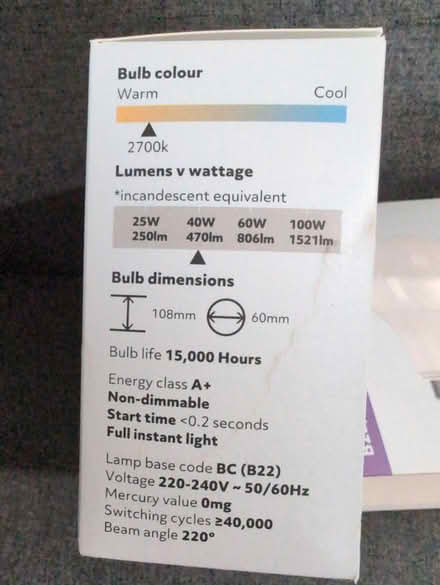 Bulb colour
Warm Cool
2700k
Lumens v wattage
*incandescent equivalent
25W 40W 60W 100W
250lm 470lm 806lm 1521lm
Bulb dimensions
108mm 60mm
Bulb life 15,000 Hours
Energy class A+
Non-dimmable
Start time <0.2 seconds
Full instant light
Lamp base code BC (B22)
Voltage 220-240V ~ 50/60Hz
Mercury value 0mg
Switching cycles ≥40,000
Beam angle 220°